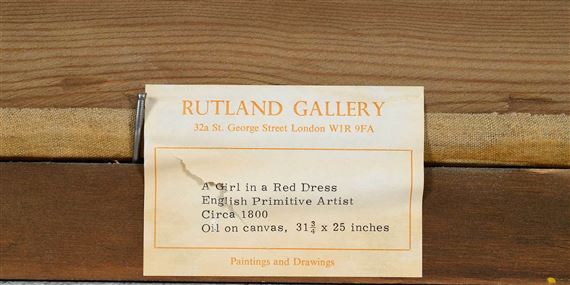 RUTLAND GALLERY
32a St. George Street London W1R 9FA
A Girl in a Red Dress
English Primitive Artist
Circa 1800
Oil on canvas, 31¾ x 25 inches
Paintings and Drawings